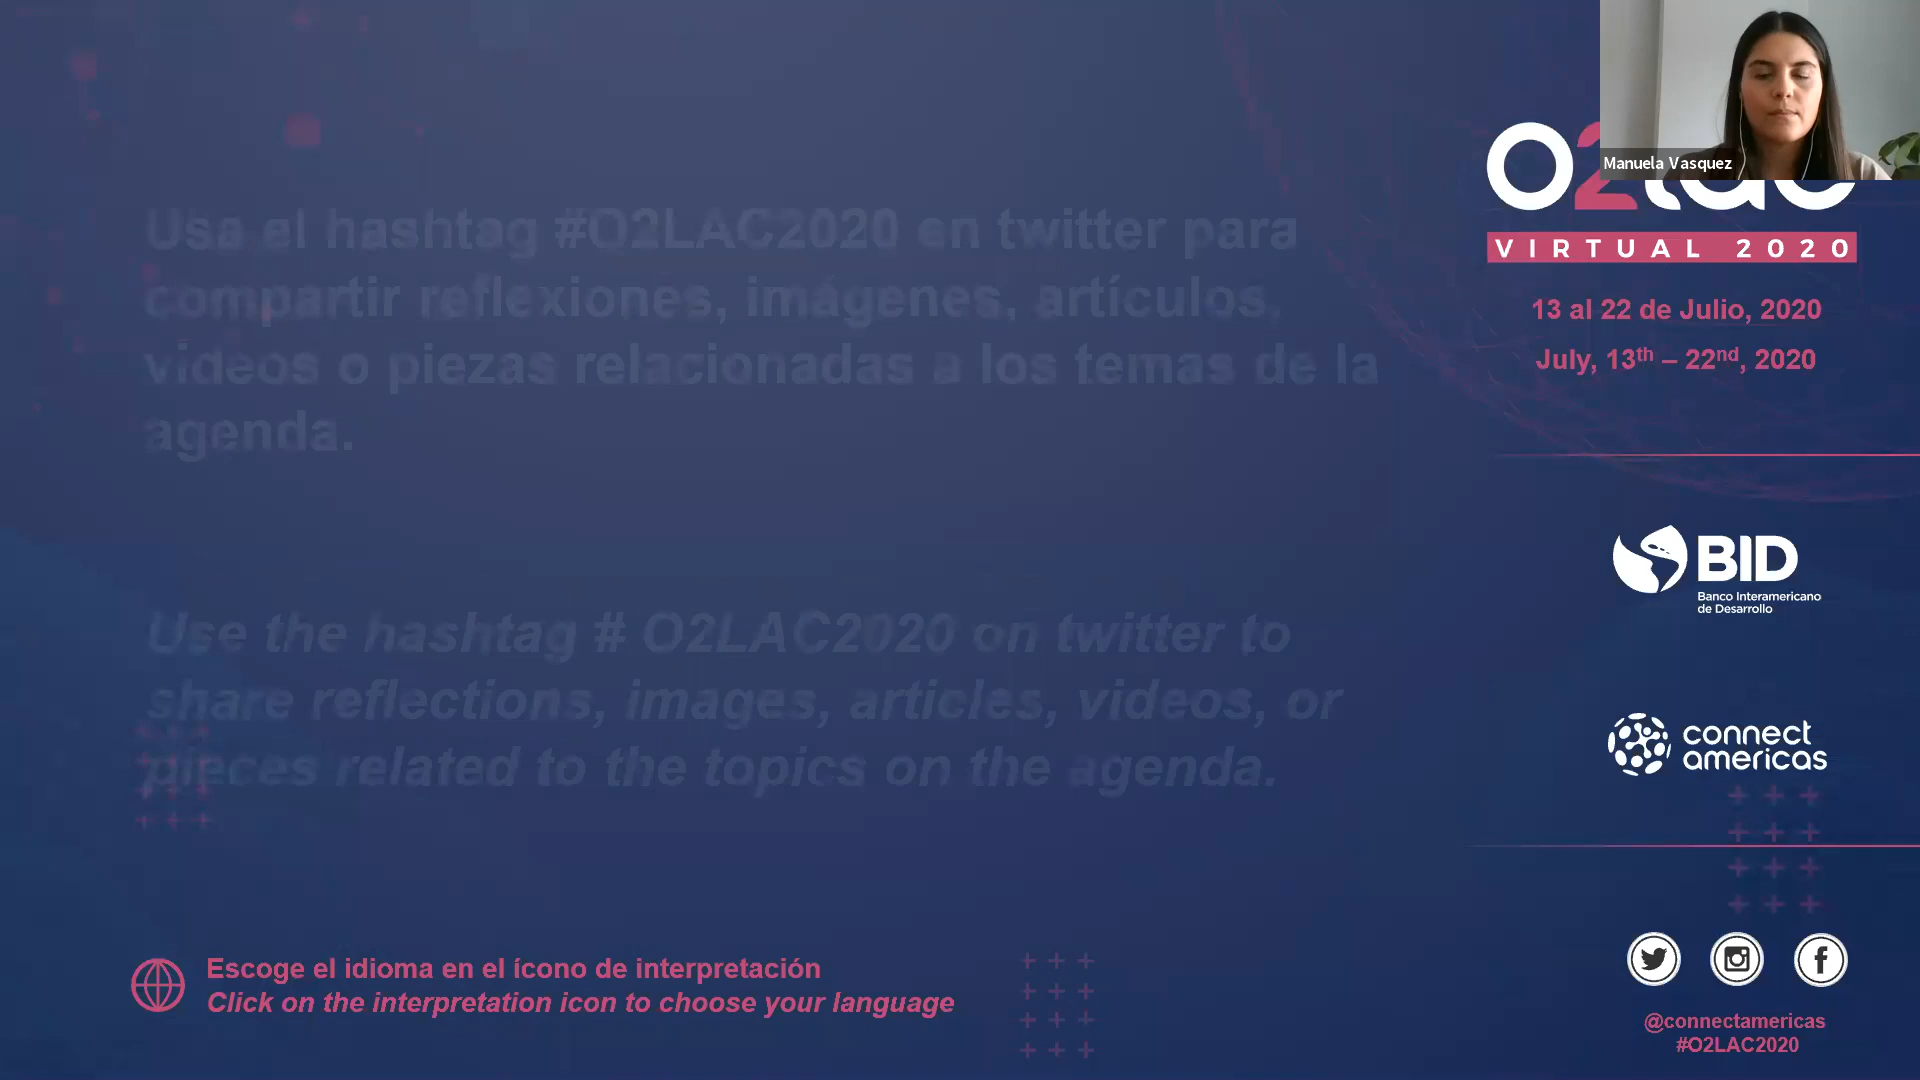 Manuela Vasquez
O2lac
VIRTUAL 2020
13 al 22 de Julio, 2020
July, 13th – 22nd, 2020
Usa el hashtag #O2LAC2020 en twitter para
compartir reflexiones, imágenes, artículos,
videos o piezas relacionadas a los temas de la
agenda.
Use the hashtag # O2LAC2020 on twitter to
share reflections, images, articles, videos, or
pieces related to the topics on the agenda.
BID
Banco Interamericano
de Desarrollo
connect
americas
Escoge el idioma en el ícono de interpretación
Click on the interpretation icon to choose your language
@connectamericas
#O2LAC2020